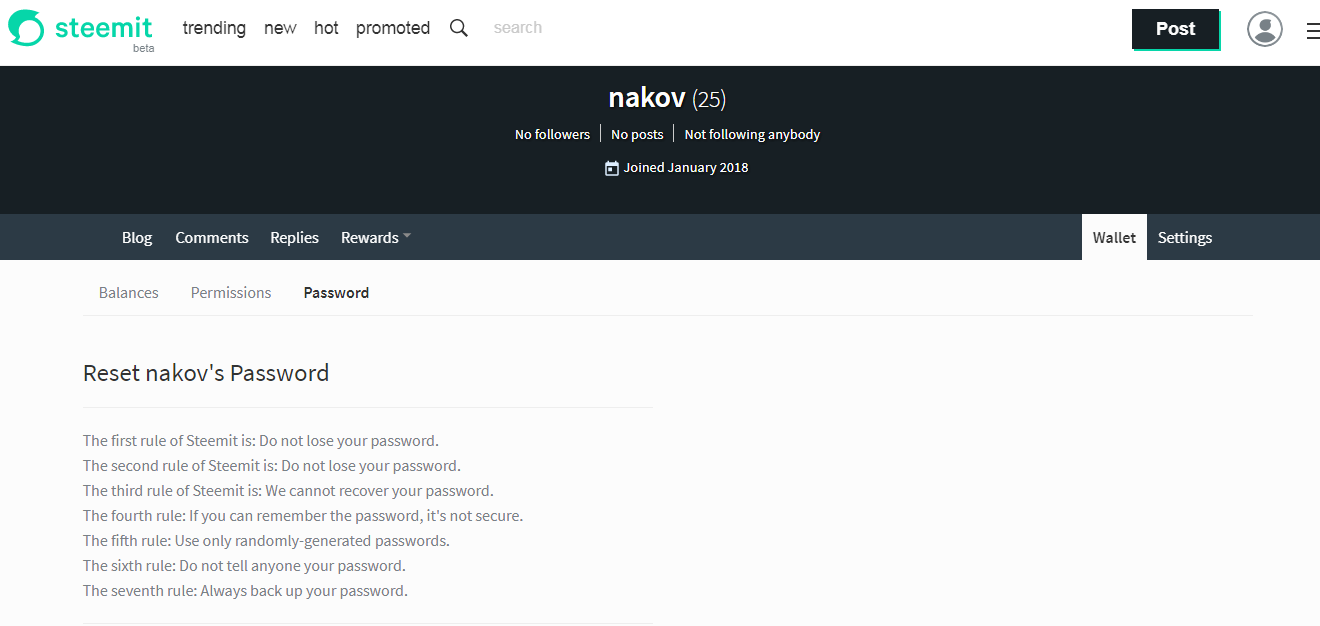 steemit
beta
trending new hot promoted search
Post
nakov (25)
No followers No posts Not following anybody
Joined January 2018
Blog Comments Replies Rewards Wallet Settings
Balances Permissions Password
Reset nakov's Password
The first rule of Steemit is: Do not lose your password.
The second rule of Steemit is: Do not lose your password.
The third rule of Steemit is: We cannot recover your password.
The fourth rule: If you can remember the password, it's not secure.
The fifth rule: Use only randomly-generated passwords.
The sixth rule: Do not tell anyone your password.
The seventh rule: Always back up your password.